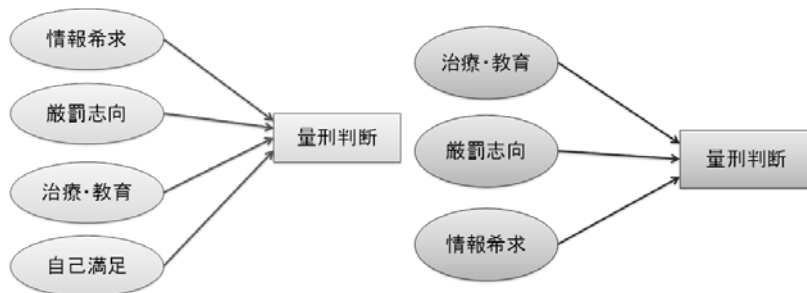 情報希求
厳罰志向
治療・教育
自己満足
量刑判断
治療・教育
厳罰志向
情報希求
量刑判断